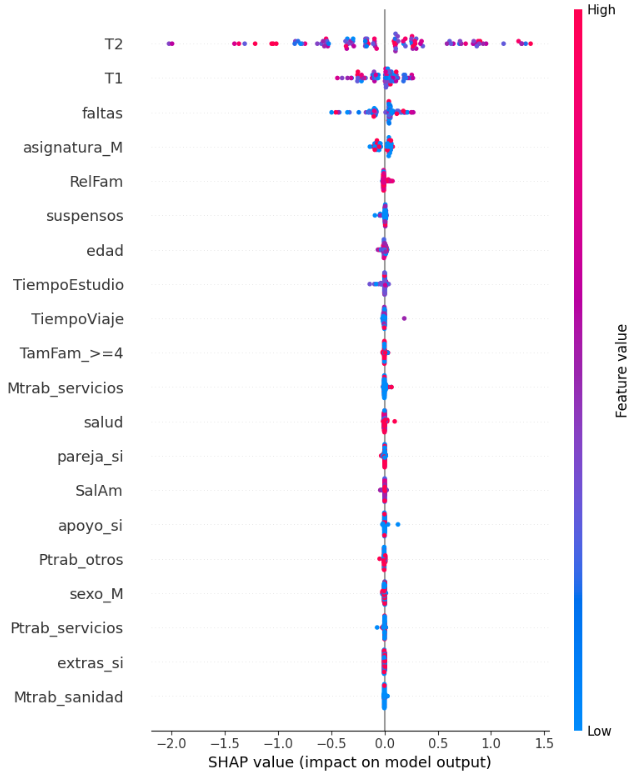 High
T2
T1
faltas
asignatura_M
RelFam
suspensos
edad
TiempoEstudio
TiempoViaje
TamFam_>=4
Mtrab_servicios
salud
pareja_si
SalAm
apoyo_si
Ptrab_otros
sexo_M
Ptrab_servicios
extras_si
Mtrab_sanidad
Feature value
Low
−2.0 −1.5 −1.0 −0.5 0.0 0.5 1.0 1.5
SHAP value (impact on model output)